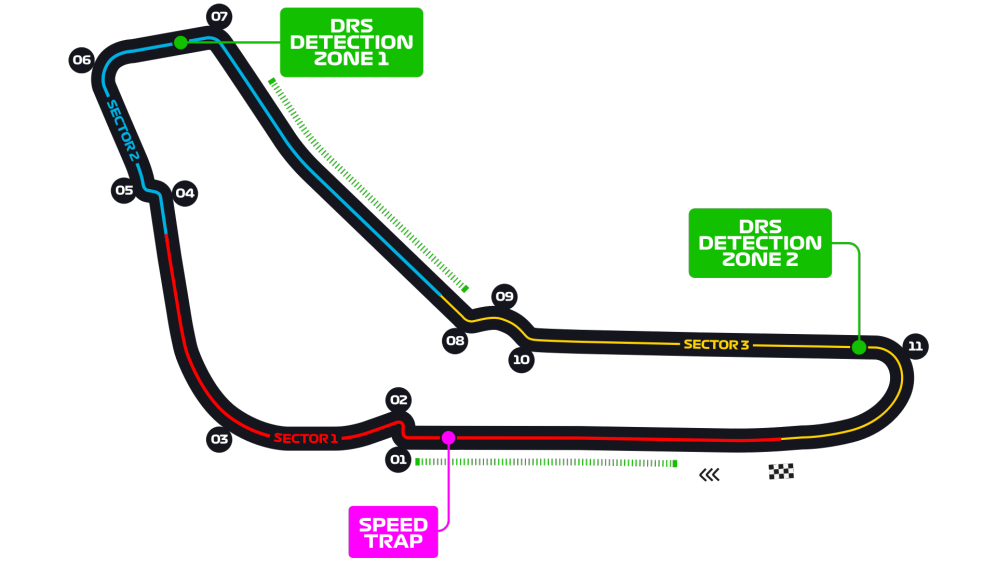 07
DRS
DETECTION
ZONE 1
06
SECTOR 2
05
04
DRS
DETECTION
ZONE 2
09
08
10
SECTOR 3
11
02
03
SECTOR 1
01
SPEED
TRAP